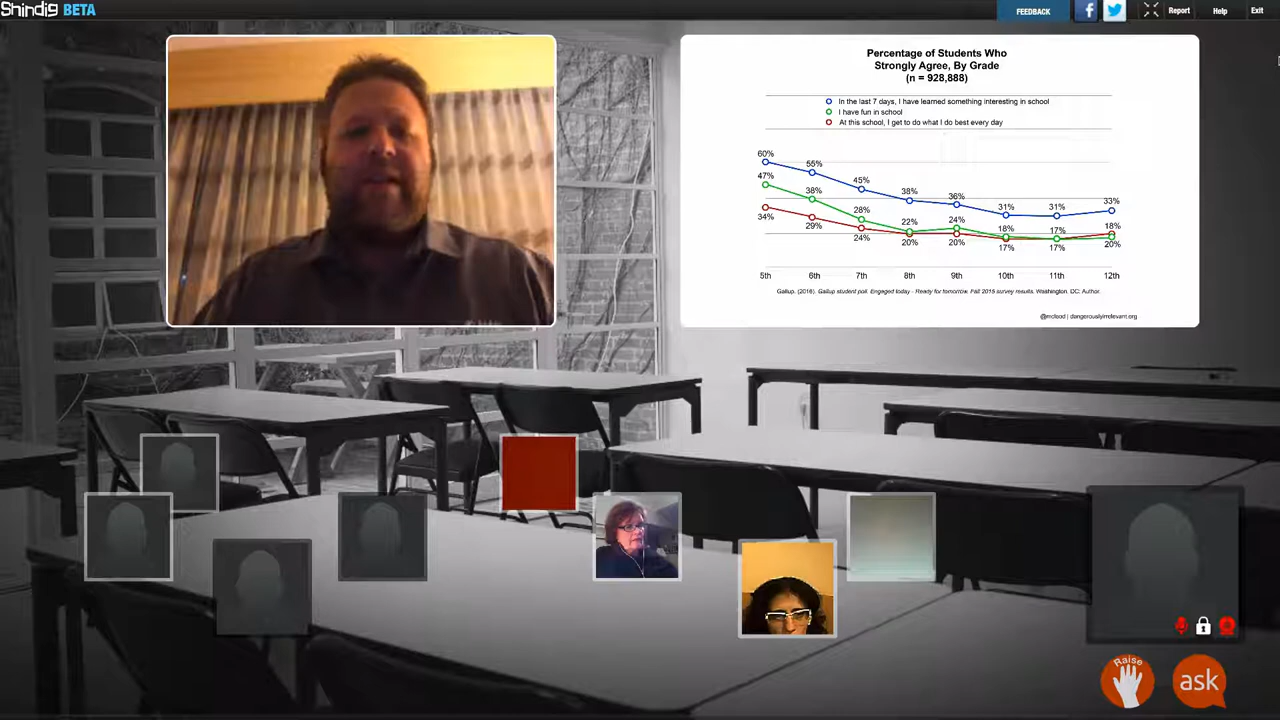 Shindig BETA
FEEDBACK
f
Report
Help
Exit
Percentage of Students Who
Strongly Agree, By Grade
(n = 928,888)
In the last 7 days, I have learned something interesting in school
I have fun in school
At this school, I get to do what I do best every day
60% 55% 45% 38% 36% 31% 31% 33%
47% 38% 28% 22% 24% 18% 17% 18%
34% 29% 24% 20% 20% 17% 17% 20%
5th 6th 7th 8th 9th 10th 11th 12th
Gallup. (2016). Gallup student poll. Engaged today - Ready for tomorrow. Fall 2015 survey results. Washington. DC: Author.
@mcleod | dangerouslyirrelevant.org
Raise
ask